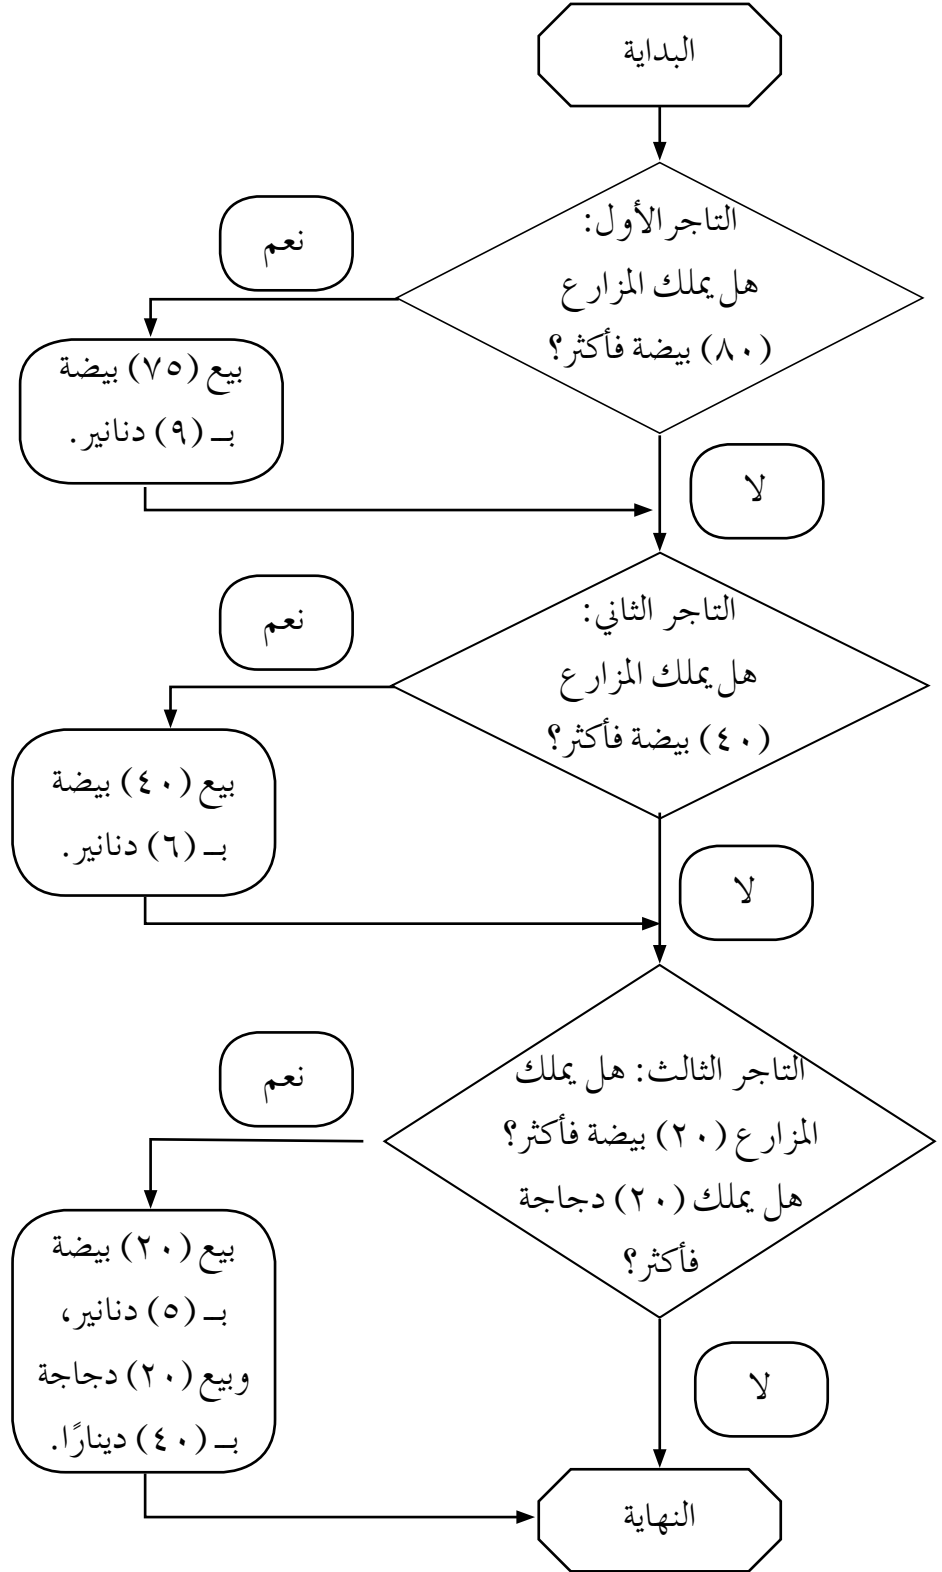 البداية
التاجر الأول:
هل يملك المزارع
(٨٠) بيضة فأكثر؟
نعم
بيع (٧٥) بيضة
بـ (٩) دنانير.
لا
التاجر الثاني:
هل يملك المزارع
(٤٠) بيضة فأكثر؟
نعم
بيع (٤٠) بيضة
بـ (٦) دنانير.
لا
التاجر الثالث: هل يملك
المزارع (٢٠) بيضة فأكثر؟
هل يملك (٢٠) دجاجة
فأكثر؟
نعم
بيع (٢٠) بيضة
بـ (٥) دنانير،
وبيع (٢٠) دجاجة
بـ (٤٠) دينارًا.
لا
النهاية